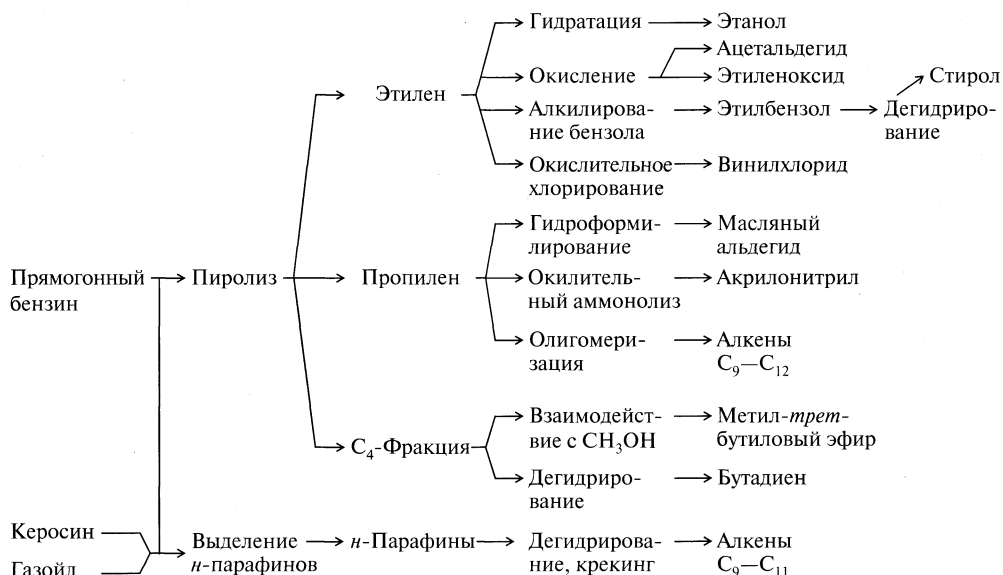 Гидратация
Этанол
Ацетальдегид
Этилен
Окисление
Этиленоксид
Стирол
Алкилирова-
ние бензола
Этилбензол
Дегидриро-
вание
Окислительное
хлорирование
Винилхлорид
Гидроформи-
лирование
Масляный
альдегид
Прямогонный
бензин
Пиролиз
Пропилен
Окилитель-
ный аммонолиз
Акрилонитрил
Олигомери-
зация
Алкены
C₉—C₁₂
C₄-Фракция
Взаимодейст-
вие с CH₃OH
Метил-трет-
бутиловый эфир
Дегидриро-
вание
Бутадиен
Керосин
Газойл
Выделение
н-парафинов
н-Парафины
Дегидрирова-
ние, крекинг
Алкены
C₉—C₁₁